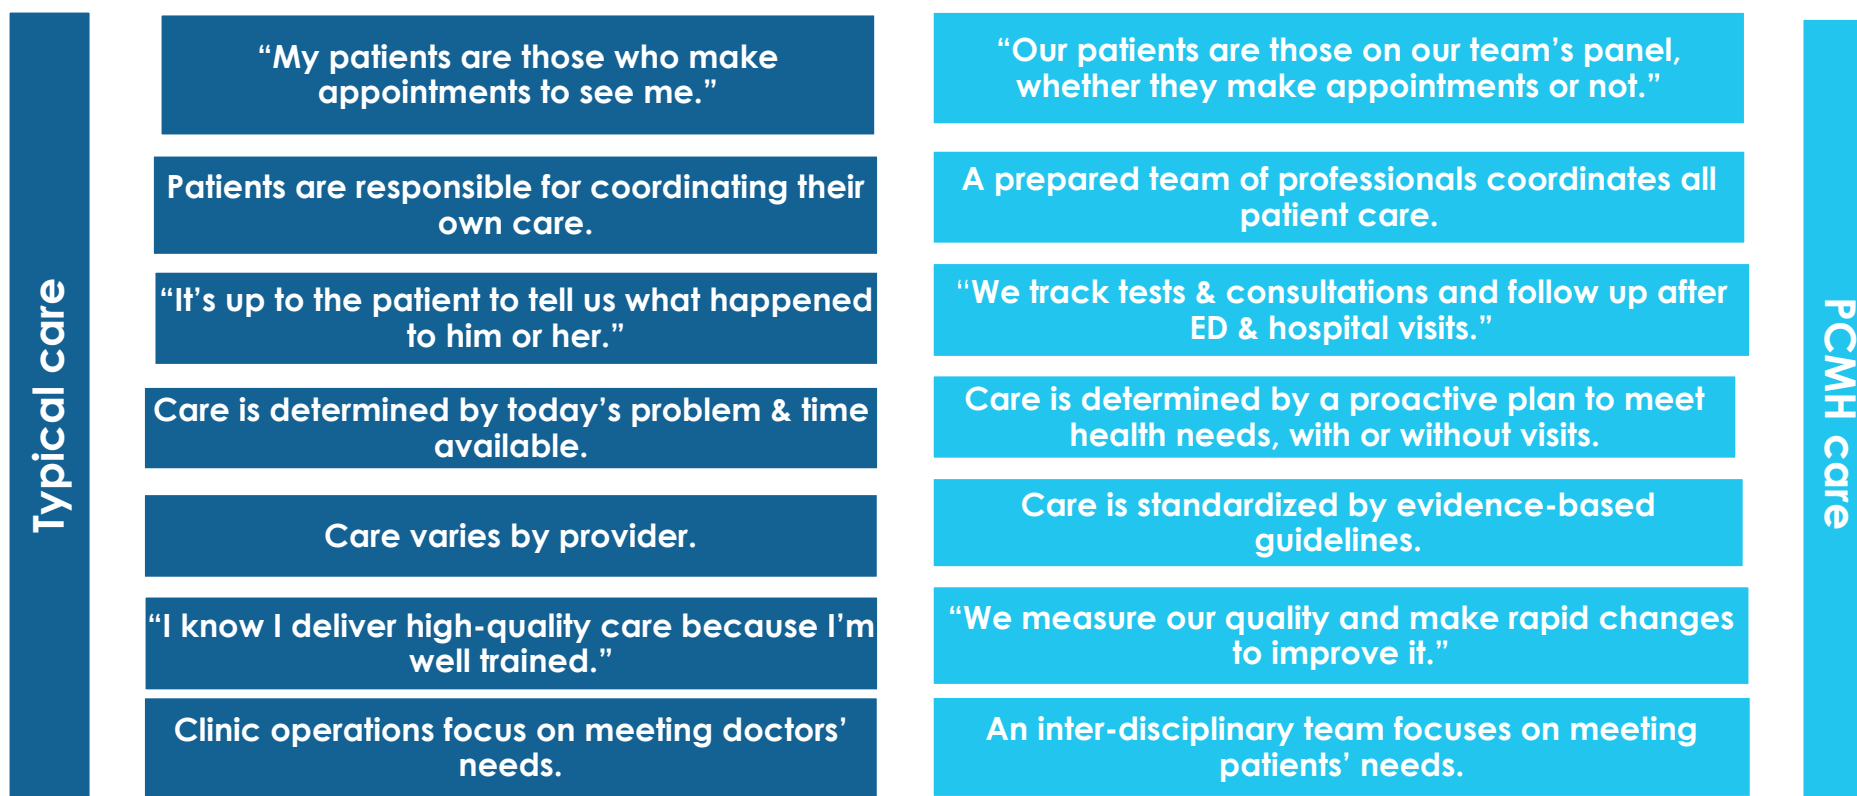 Typical care
“My patients are those who make
appointments to see me.”
“Our patients are those on our team’s panel,
whether they make appointments or not.”
Patients are responsible for coordinating their
own care.
A prepared team of professionals coordinates all
patient care.
“It’s up to the patient to tell us what happened
to him or her.”
“We track tests & consultations and follow up after
ED & hospital visits.”
Care is determined by today’s problem & time
available.
Care is determined by a proactive plan to meet
health needs, with or without visits.
Care varies by provider.
Care is standardized by evidence-based
guidelines.
“I know I deliver high-quality care because I’m
well trained.”
“We measure our quality and make rapid changes
to improve it.”
Clinic operations focus on meeting doctors’
needs.
An inter-disciplinary team focuses on meeting
patients’ needs.
PCMH care